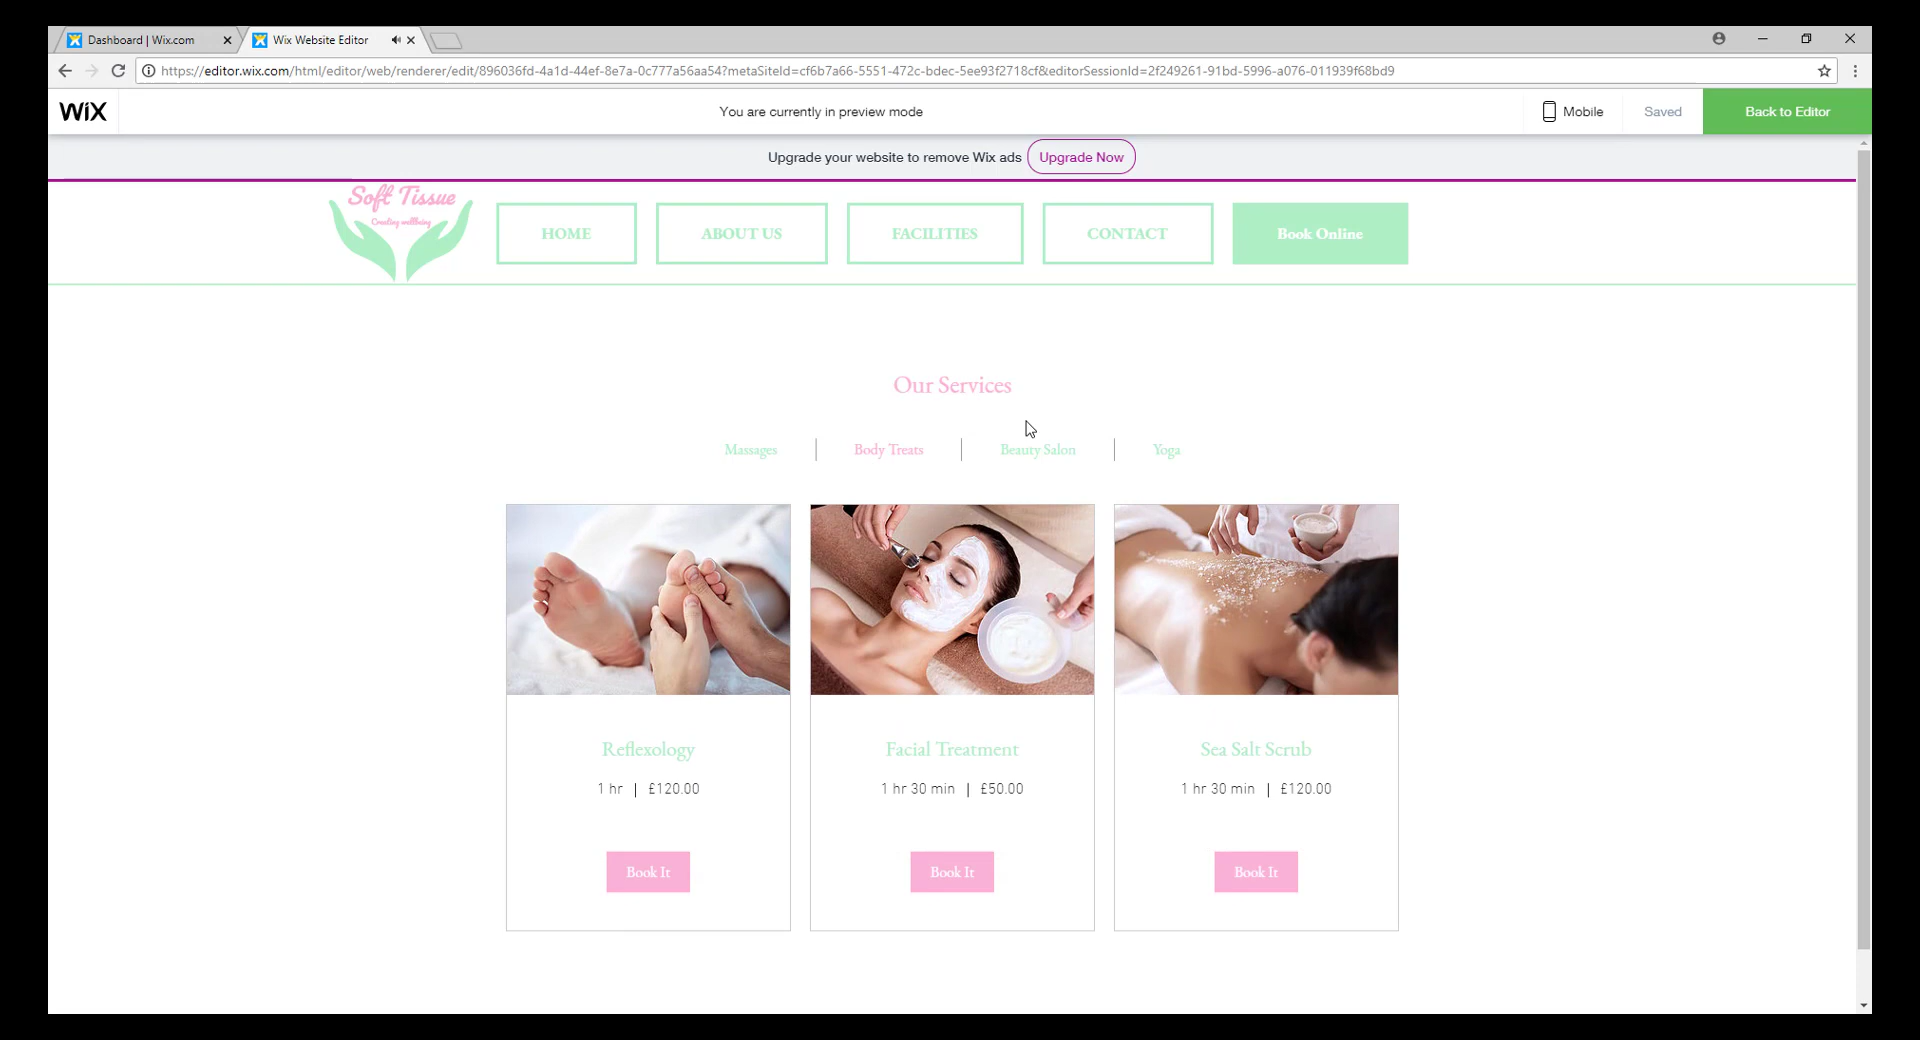 Dashboard | Wix.com
Wix Website Editor
https://editor.wix.com/html/editor/web/renderer/edit/896036fd-4a1d-44ef-8e7a-0c777a56aa54?metaSiteId=cf6b7a66-5551-472c-bdec-5ee93f2718cf&editorSessionId=2f249261-91bd-5996-a076-011939f68bd9
WiX
You are currently in preview mode
Mobile
Saved
Back to Editor
Upgrade your website to remove Wix ads
Upgrade Now
Soft Tissue
Creating wellbeing
HOME
ABOUT US
FACILITIES
CONTACT
Book Online
Our Services
Massages
Body Treats
Beauty Salon
Yoga
Reflexology
1 hr | £120.00
Book It
Facial Treatment
1 hr 30 min | £50.00
Book It
Sea Salt Scrub
1 hr 30 min | £120.00
Book It